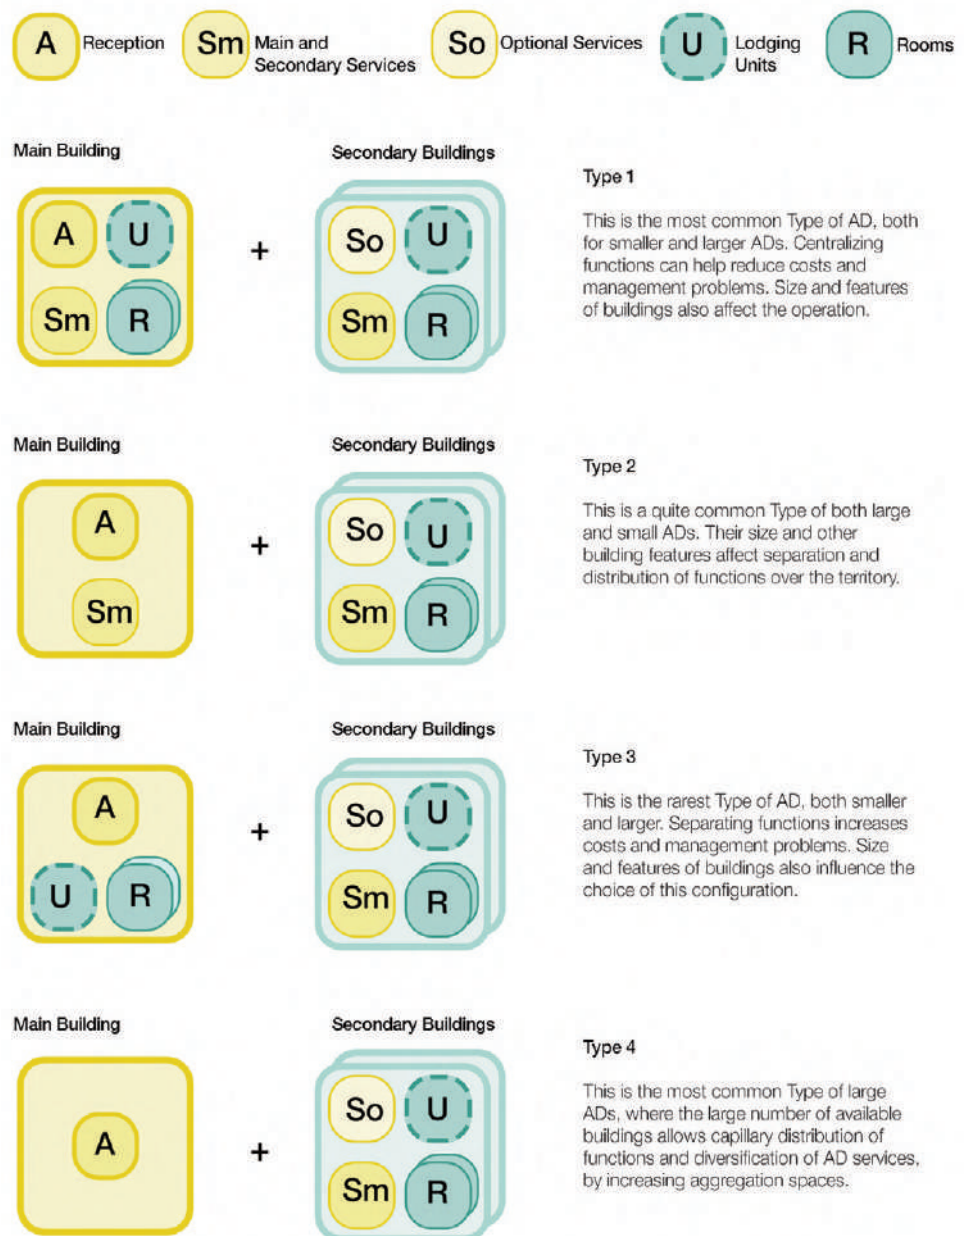 A Reception Sm Main and So Optional Services U Lodging R Rooms
Secondary Services Units
Main Building
Secondary Buildings
A U
Sm R
+
So U
Sm R
Type 1
This is the most common Type of AD, both
for smaller and larger ADs. Centralizing
functions can help reduce costs and
management problems. Size and features
of buildings also affect the operation.
Main Building
Secondary Buildings
A
Sm
+
So U
Sm R
Type 2
This is a quite common Type of both large
and small ADs. Their size and other
building features affect separation and
distribution of functions over the territory.
Main Building
Secondary Buildings
A
U R
+
So U
Sm R
Type 3
This is the rarest Type of AD, both smaller
and larger. Separating functions increases
costs and management problems. Size
and features of buildings also influence the
choice of this configuration.
Main Building
Secondary Buildings
A
+
So U
Sm R
Type 4
This is the most common Type of large
ADs, where the large number of available
buildings allows capillary distribution of
functions and diversification of AD services,
by increasing aggregation spaces.